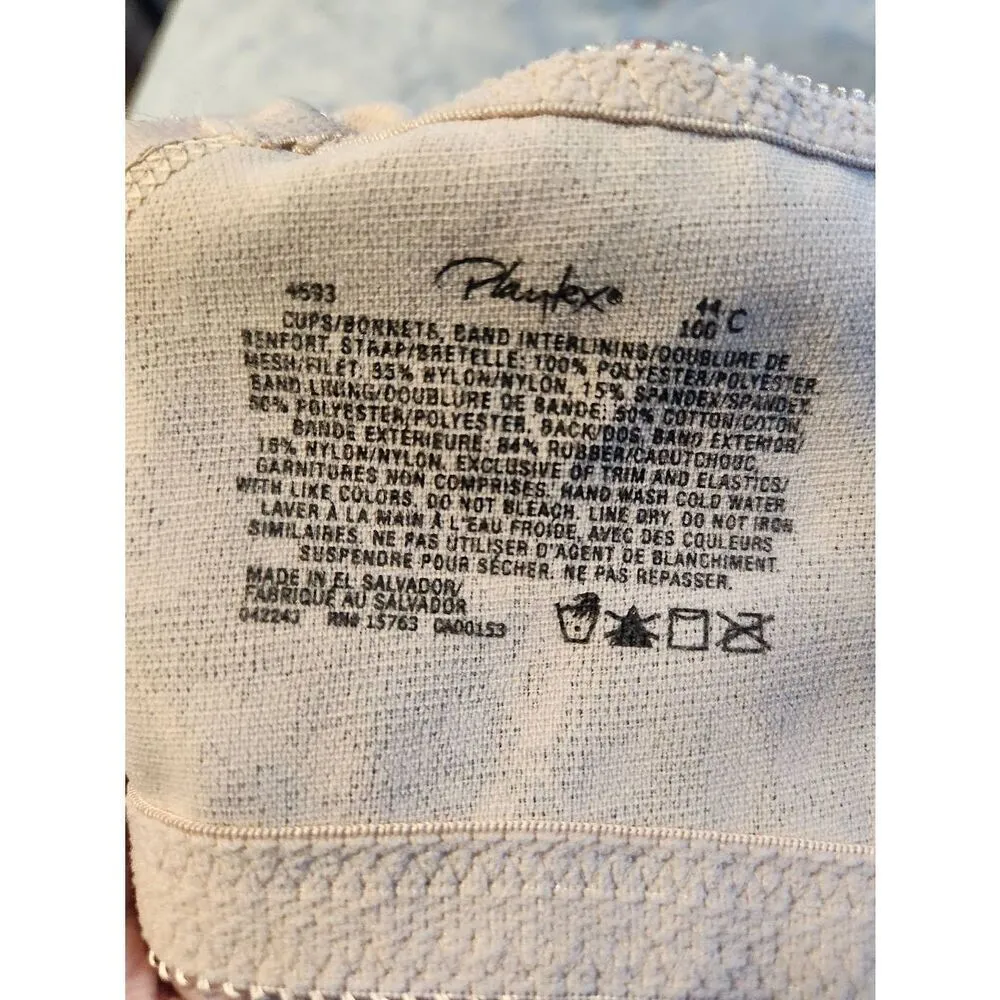 Playtex®
4693
44 C
100
CUPS/BONNETS, BAND INTERLINING/DOUBLURE DE
RENFORT, STRAP/BRETELLE: 100% POLYESTER/POLYESTER
MESH/FILET: 85% NYLON/NYLON, 15% SPANDEX/SPANDEX
BAND LINING/DOUBLURE DE BANDE: 50% COTTON/COTON,
50% POLYESTER/POLYESTER, BACK/DOS, BAND EXTERIOR/
BANDE EXTERIEURE: 84% RUBBER/CAOUTCHOUC,
16% NYLON/NYLON, EXCLUSIVE OF TRIM AND ELASTICS/
GARNITURES NON COMPRISES, HAND WASH COLD WATER
WITH LIKE COLORS, DO NOT BLEACH, LINE DRY, DO NOT IRON
LAVER À LA MAIN À L'EAU FROIDE, AVEC DES COULEURS
SIMILAIRES. NE PAS UTILISER D'AGENT DE BLANCHIMENT.
SUSPENDRE POUR SÉCHER. NE PAS REPASSER.
MADE IN EL SALVADOR/
FABRIQUÉ AU SALVADOR
04224J RN# 15763 CA00153